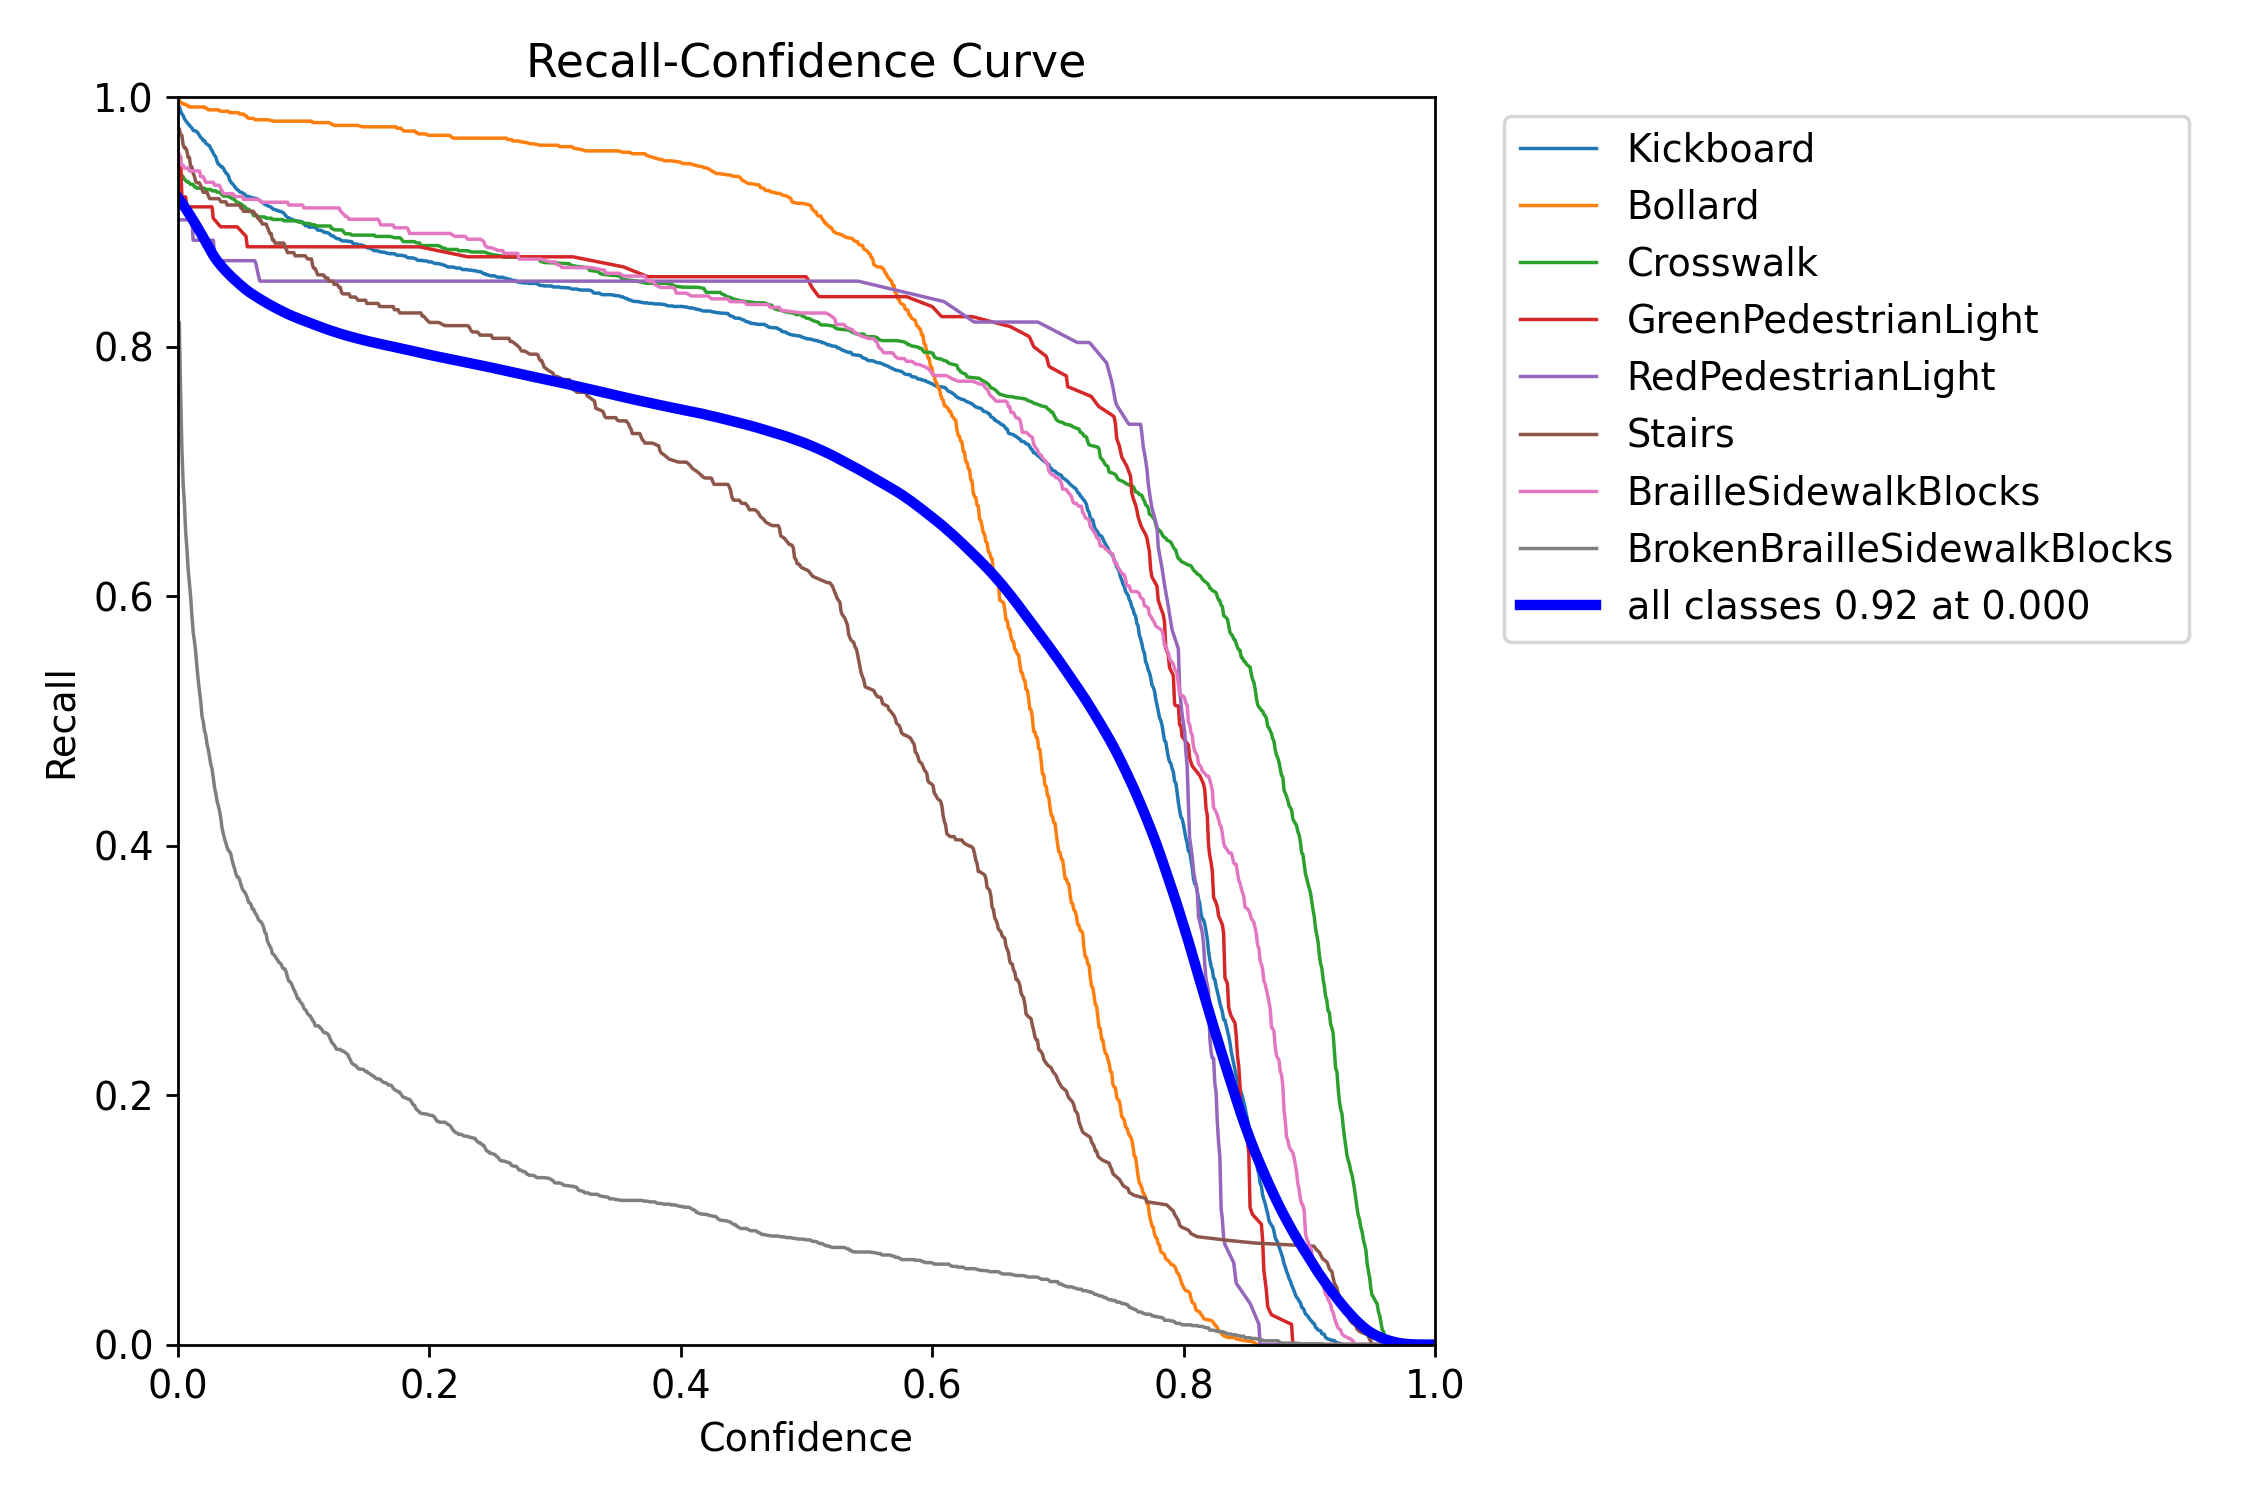 Recall-Confidence Curve
1.0
0.8
0.6
0.4
0.2
0.0
Recall
0.0 0.2 0.4 0.6 0.8 1.0
Confidence
Kickboard
Bollard
Crosswalk
GreenPedestrianLight
RedPedestrianLight
Stairs
BrailleSidewalkBlocks
BrokenBrailleSidewalkBlocks
all classes 0.92 at 0.000